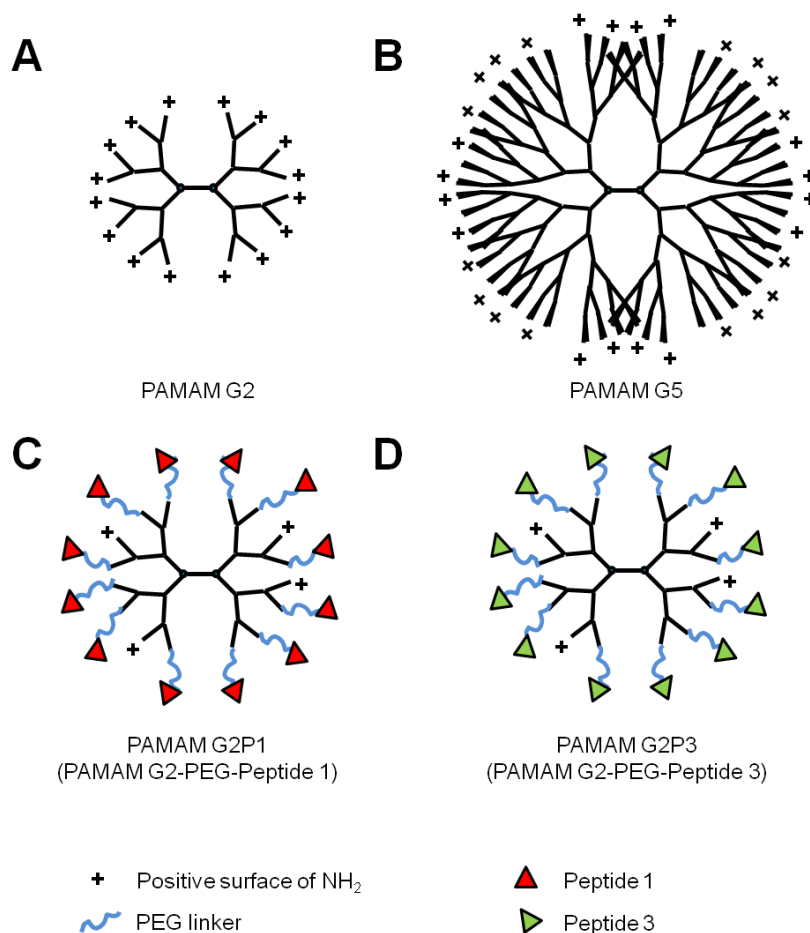 A
B
PAMAM G2
PAMAM G5
C
D
PAMAM G2P1
(PAMAM G2-PEG-Peptide 1)
PAMAM G2P3
(PAMAM G2-PEG-Peptide 3)
+ Positive surface of NH₂
Peptide 1
PEG linker
Peptide 3